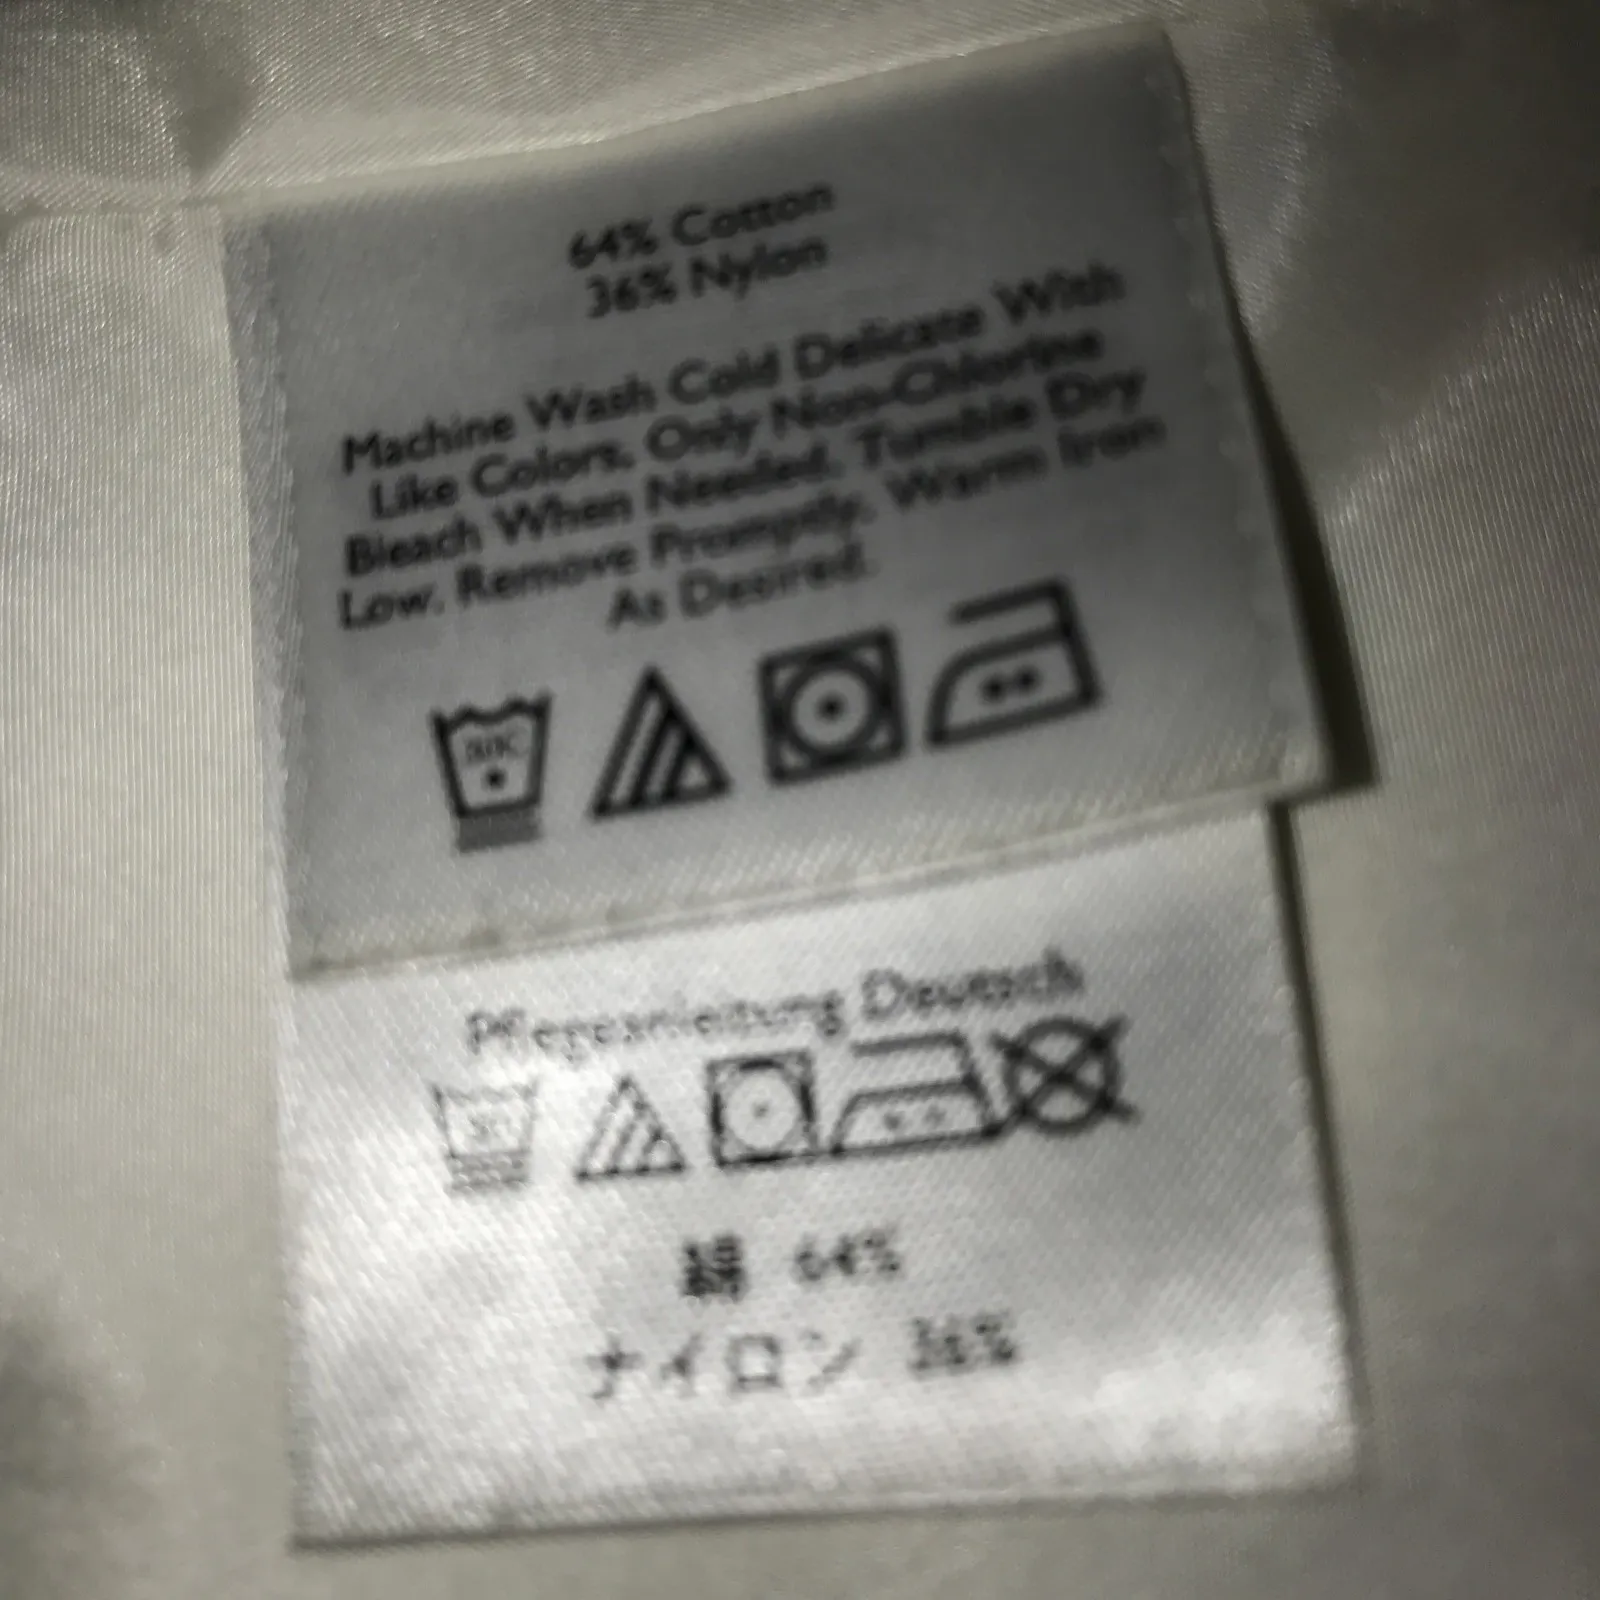 64% Cotton
36% Nylon
Machine Wash Cold Delicate With
Like Colors. Only Non-Chlorine
Bleach When Needed. Tumble Dry
Low. Remove Promptly. Warm Iron
As Desired.
30°C
Pflegeanleitung Deutsch
30
綿 64%
ナイロン 36%